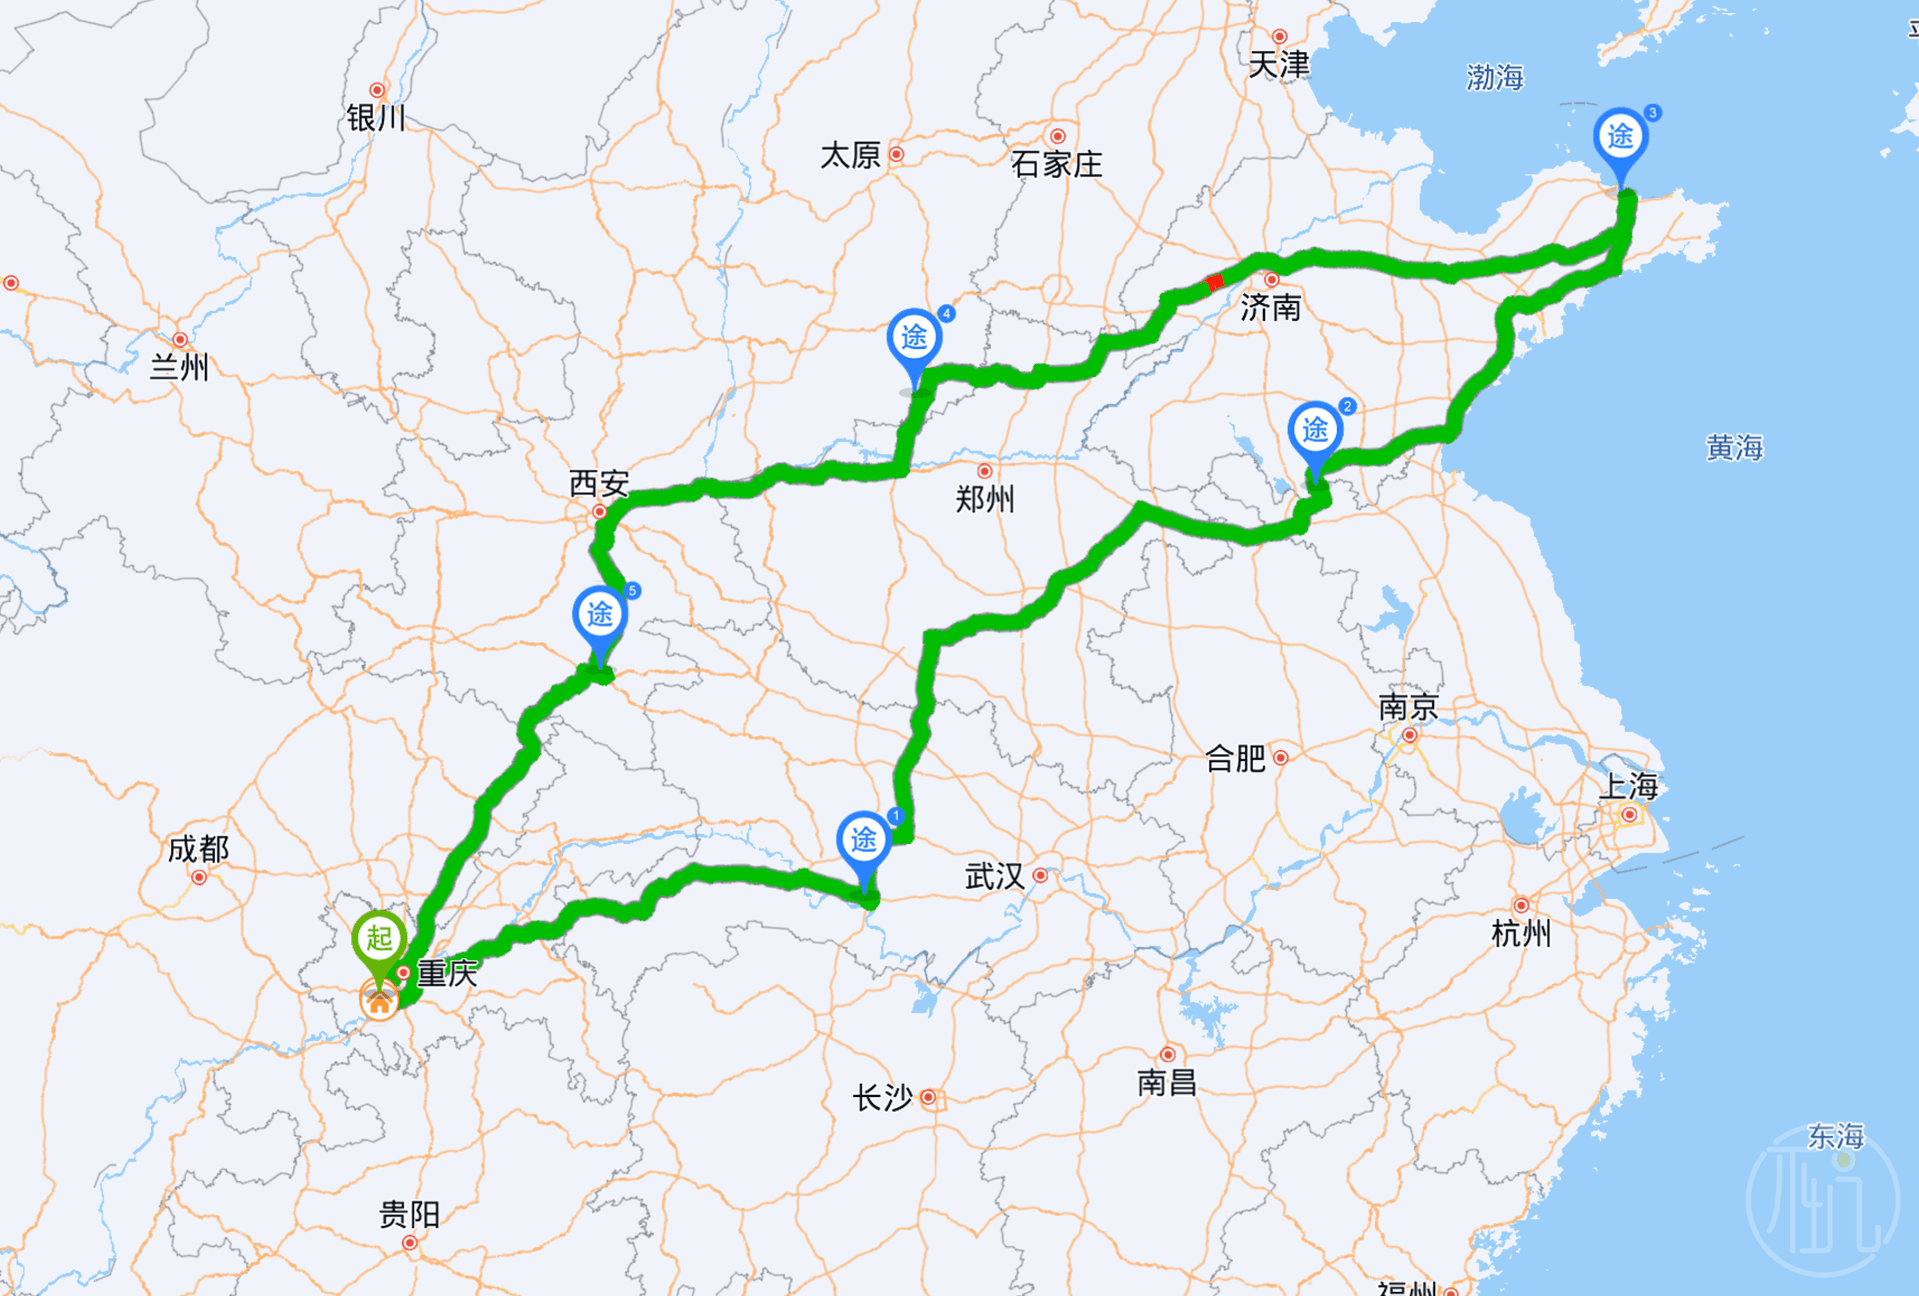 天津
渤海
银川
途 3
太原
石家庄
济南
途 4
兰州
途 2
黄海
西安
郑州
途 5
南京
合肥
上海
途 1
成都
武汉
起
杭州
重庆
长沙
南昌
东海
贵阳
福州